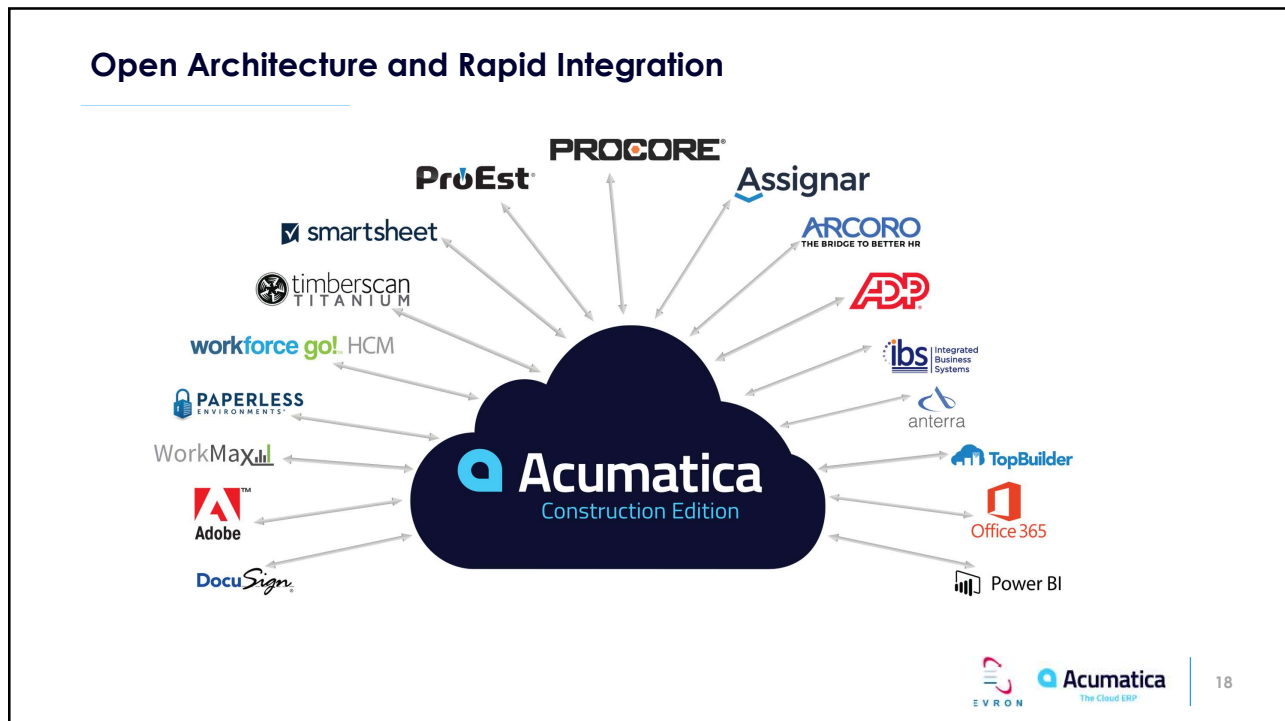 Open Architecture and Rapid Integration
PROCORE®
ProEst®
Assignar
smartsheet
ARCORO
THE BRIDGE TO BETTER HR
timberscan
TITANIUM
ADP®
workforce go!™ HCM
ibs Integrated
Business
Systems
PAPERLESS
ENVIRONMENTS®
anterra
WorkMax
TopBuilder
Acumatica
Construction Edition
Adobe™
Office 365
DocuSign®
Power BI
EVRON
Acumatica
The Cloud ERP
18